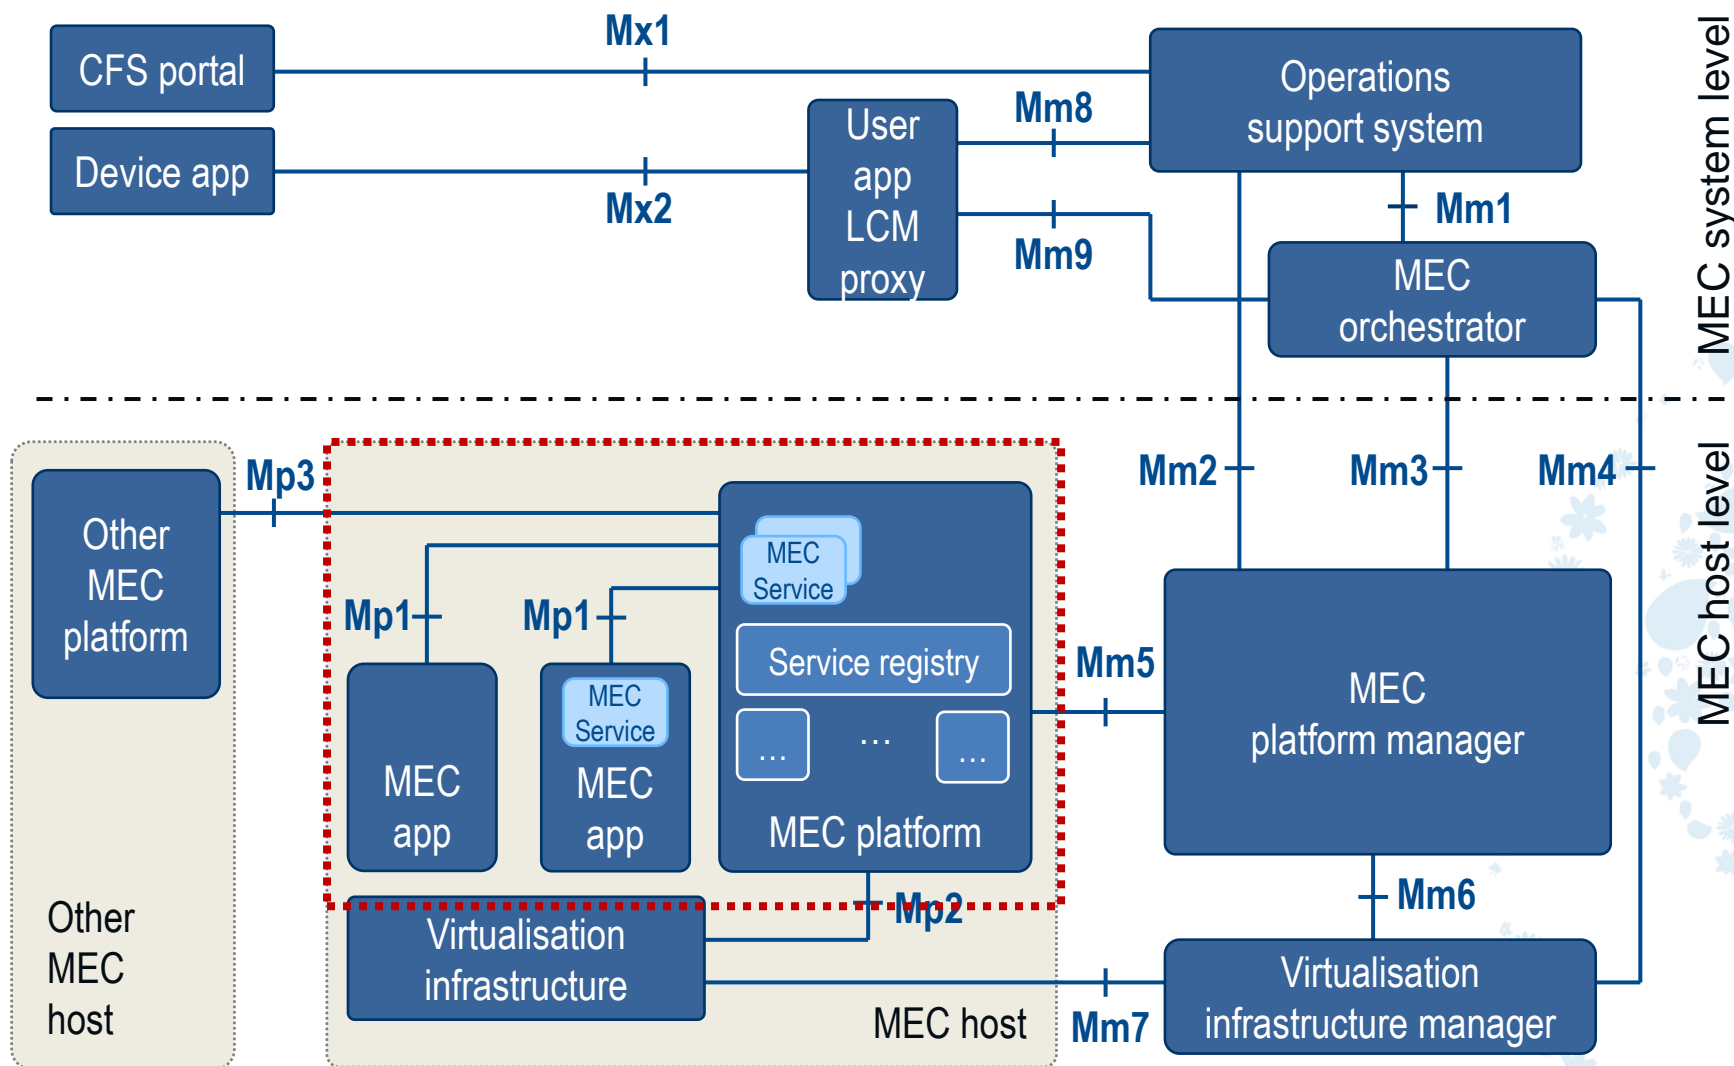 Mx1
CFS portal
Operations
support system
MEC system level
Mm8
User
app
LCM
proxy
Device app
Mx2
Mm9
Mm1
MEC
orchestrator
MEC host level
Mp3
Mm2
Mm3
Mm4
Other
MEC
platform
MEC
Service
Mp1
Mp1
Service registry
Mm5
MEC
Service
MEC
platform manager
...
...
...
MEC
app
MEC
app
MEC platform
Mm6
Mp2
Other
MEC
host
Virtualisation
infrastructure
MEC host
Mm7
Virtualisation
infrastructure manager